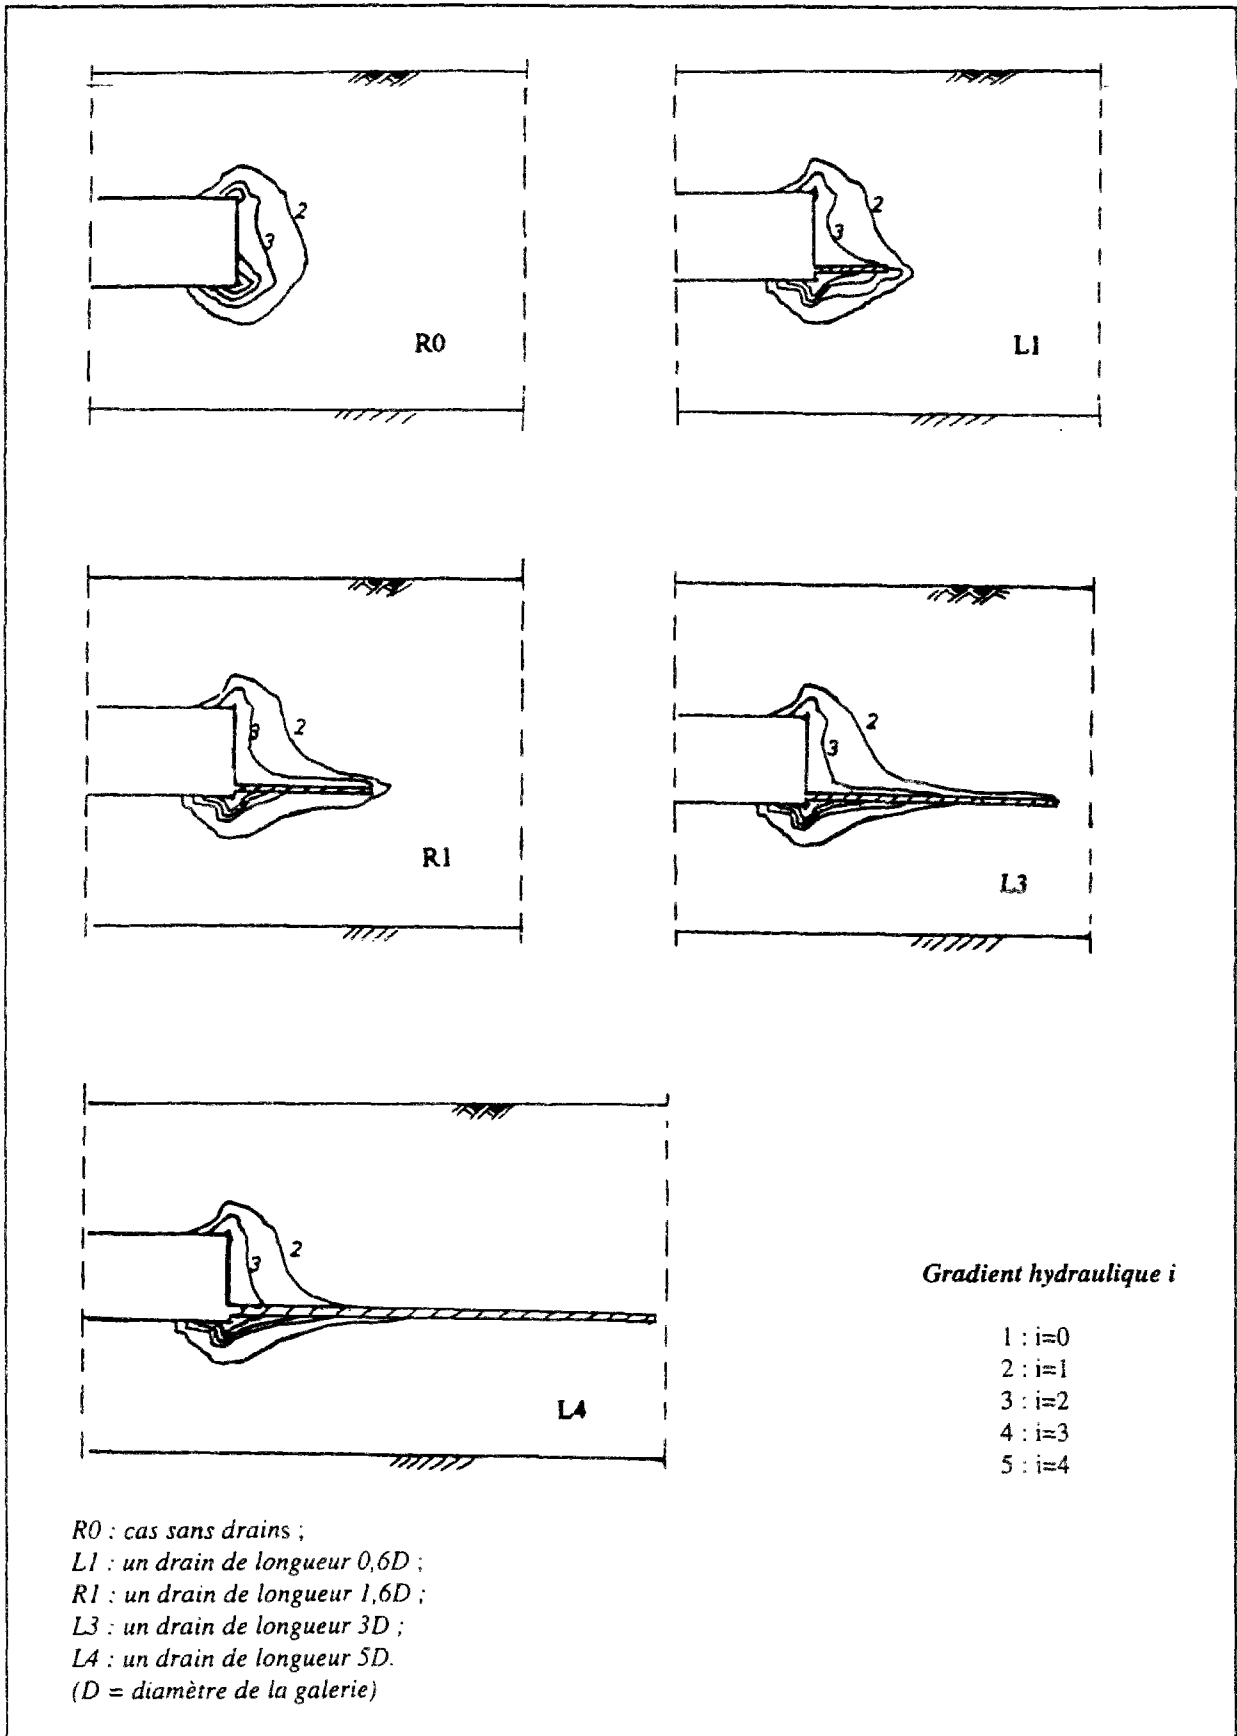 2
3
R0
2
3
L1
3
2
R1
2
3
L3
2
3
L4
Gradient hydraulique i
1 : i=0
2 : i=1
3 : i=2
4 : i=3
5 : i=4
R0 : cas sans drains ;
L1 : un drain de longueur 0,6D ;
R1 : un drain de longueur 1,6D ;
L3 : un drain de longueur 3D ;
L4 : un drain de longueur 5D.
(D = diamètre de la galerie)